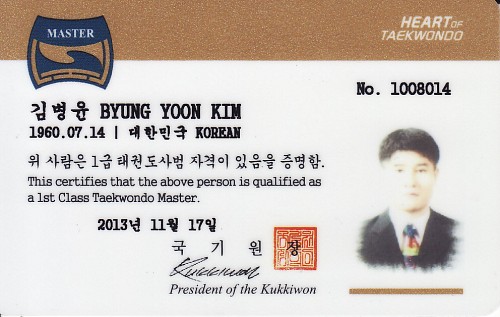 MASTER
HEART OF
TAEKWONDO
No. 1008014
김병윤 BYUNG YOON KIM
1960.07.14 | 대한민국 KOREAN
위 사람은 1급 태권도사범 자격이 있음을 증명함.
This certifies that the above person is qualified as
a 1st Class Taekwondo Master.
2013년 11월 17일
국 기 원 장
Kukkiwon
President of the Kukkiwon